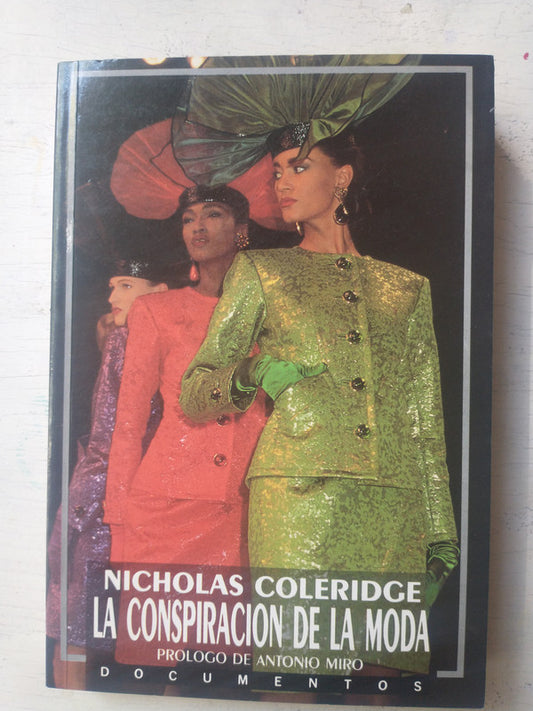 NICHOLAS COLERIDGE
LA CONSPIRACION DE LA MODA
PROLOGO DE ANTONIO MIRO
DOCUMENTOS